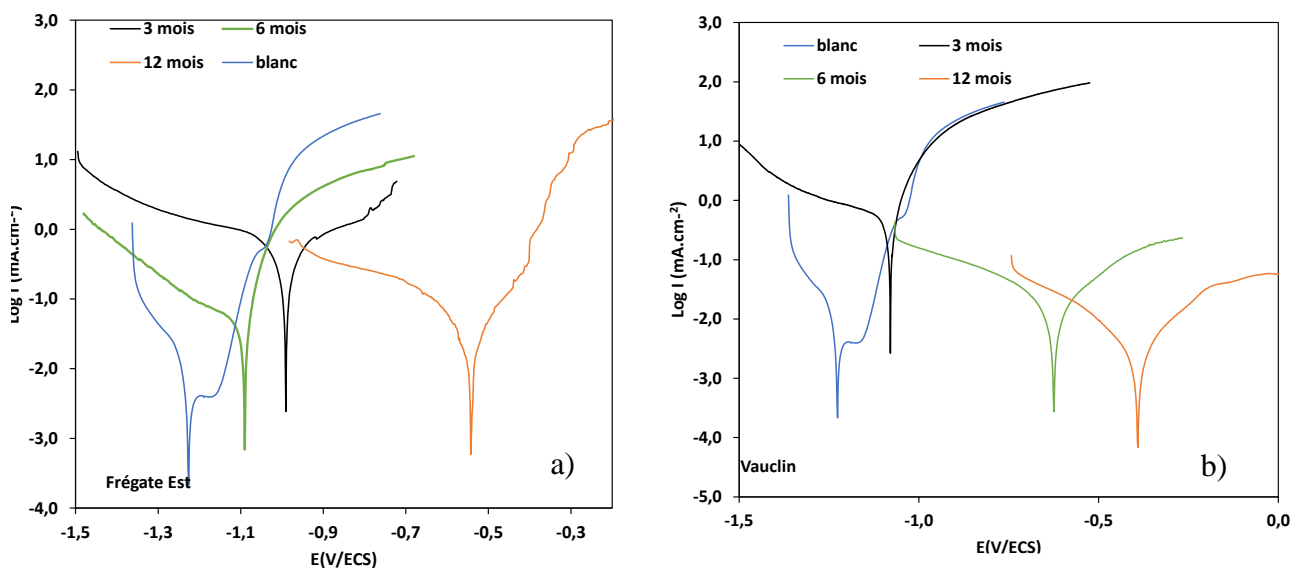 3,0
2,0
1,0
0,0
-1,0
-2,0
-3,0
-4,0
3 mois 6 mois
12 mois blanc
a)
Frégate Est
-1,5 -1,3 -1,1 -0,9 -0,7 -0,5 -0,3
E(V/ECS)
3,0
2,0
1,0
0,0
-1,0
-2,0
-3,0
-4,0
-5,0
Log I (mA.cm-²)
blanc 3 mois
6 mois 12 mois
Vauclin
b)
-1,5 -1,0 -0,5 0,0
E(V/ECS)